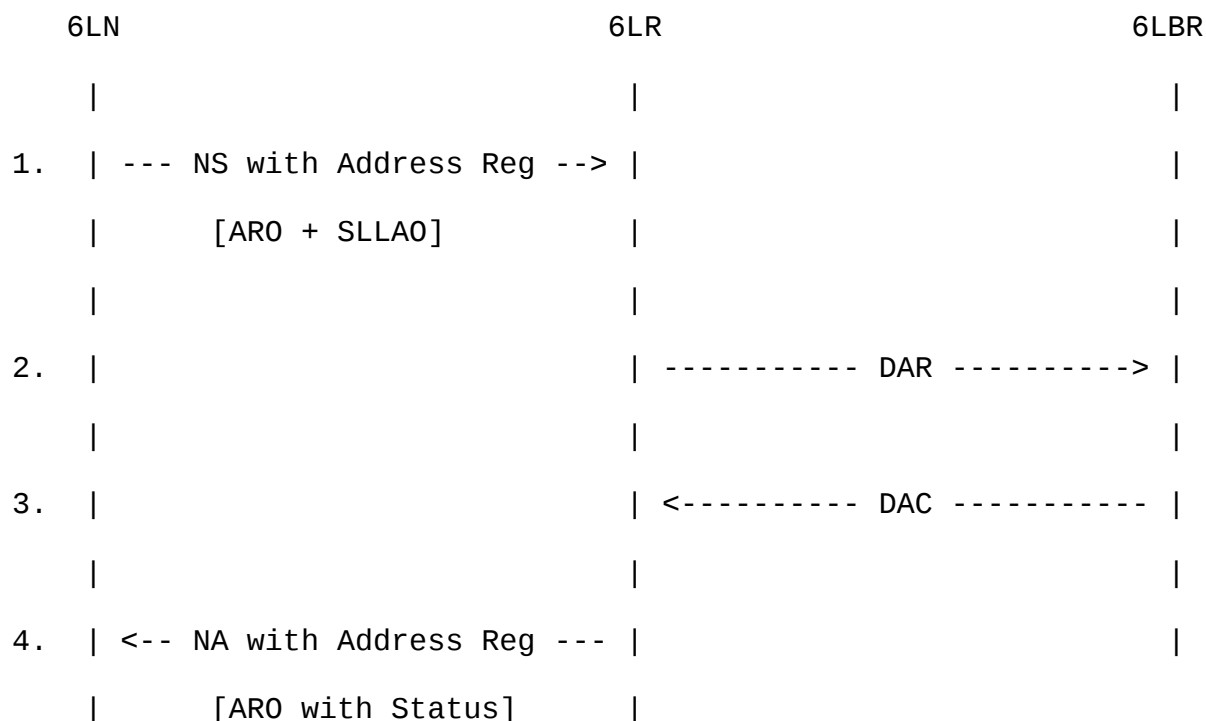 6LN                                6LR                              6LBR
 |                                  |                                  |
1.  | --- NS with Address Reg --> |                                  |
 |       [ARO + SLLAO]            |                                  |
 |                                  |                                  |
2.  |                                  | ----------- DAR ----------> |
 |                                  |                                  |
3.  |                                  | <---------- DAC ----------- |
 |                                  |                                  |
4.  | <-- NA with Address Reg --- |                                  |
 |       [ARO with Status]        |